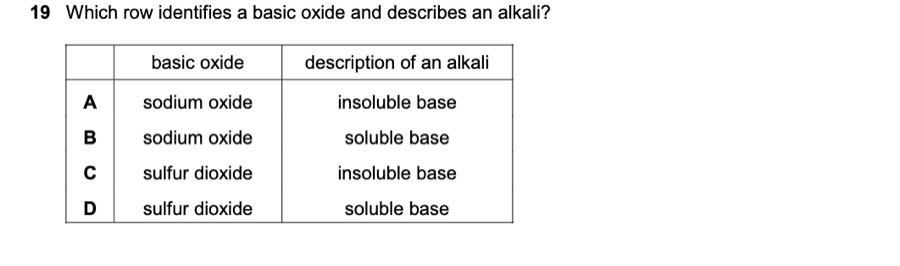 19 Which row identifies a basic oxide and describes an alkali?
basic oxide description of an alkali
A sodium oxide insoluble base
B sodium oxide soluble base
C sulfur dioxide insoluble base
D sulfur dioxide soluble base